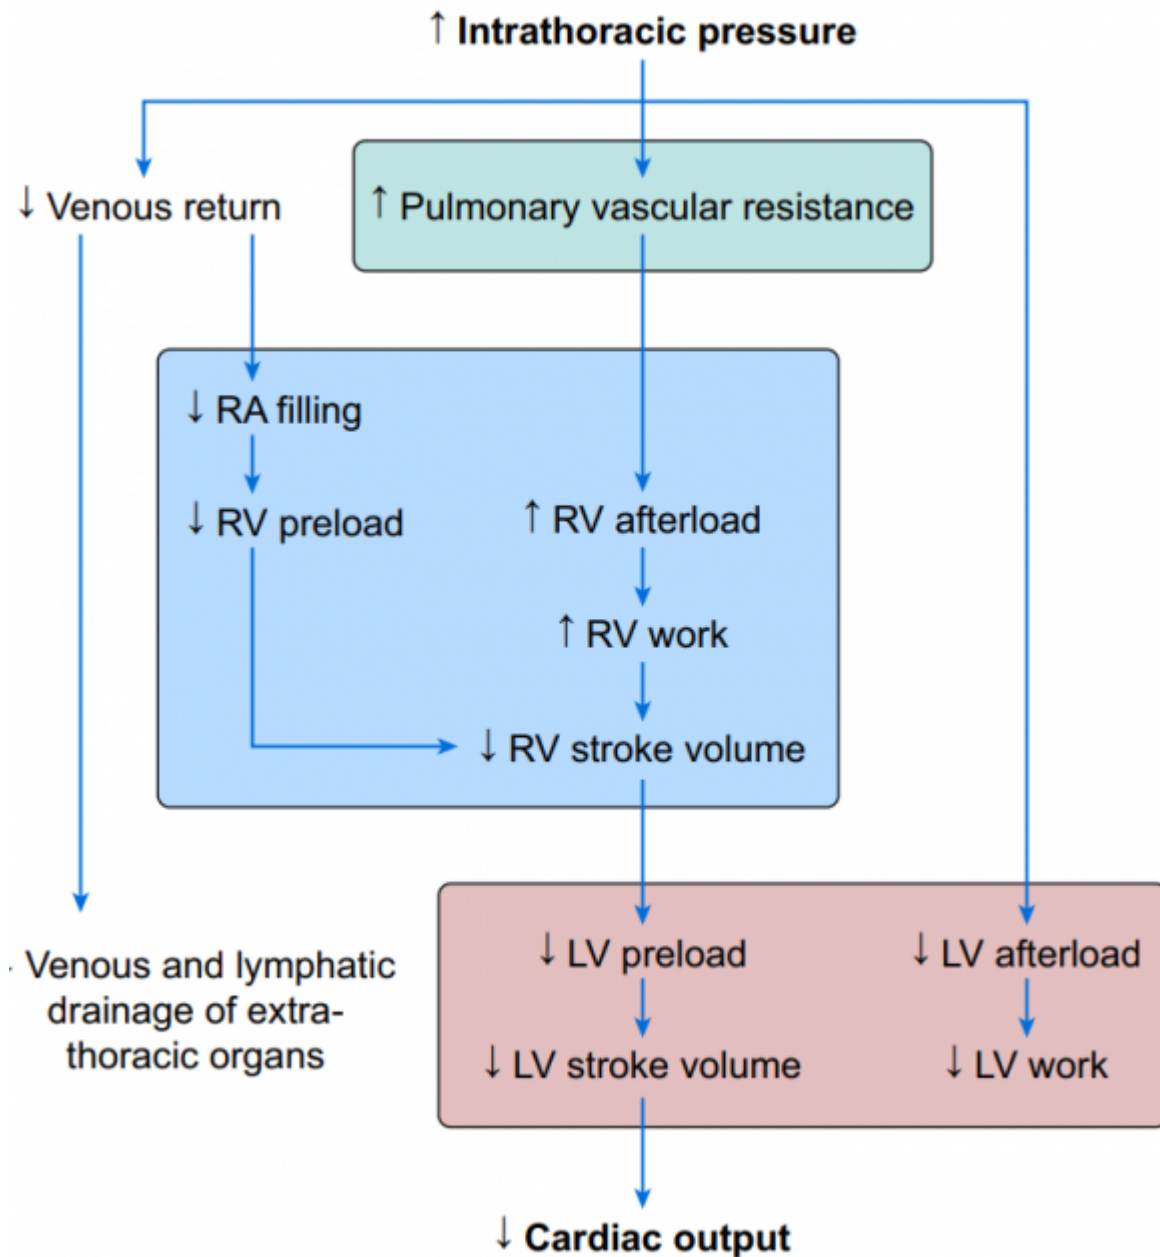 ↑ Intrathoracic pressure
↓ Venous return
↑ Pulmonary vascular resistance
↓ RA filling
↓ RV preload
↑ RV afterload
↑ RV work
↓ RV stroke volume
Venous and lymphatic
drainage of extra-
thoracic organs
↓ LV preload
↓ LV afterload
↓ LV stroke volume
↓ LV work
↓ Cardiac output